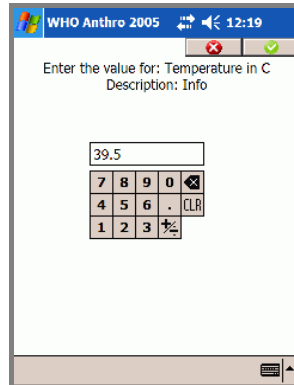 WHO Anthro 2005 12:19
Enter the value for: Temperature in C
Description: Info
39.5
7 8 9 0
4 5 6 . CLR
1 2 3 +/-